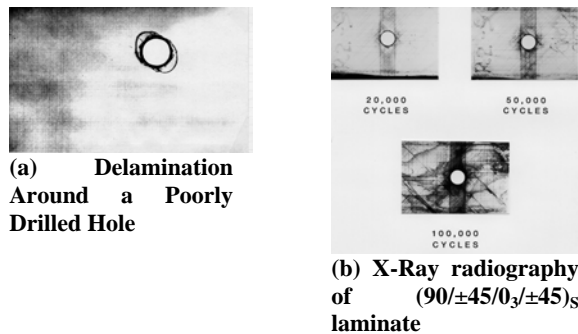 (a) Delamination
Around a Poorly
Drilled Hole
20,000
CYCLES
50,000
CYCLES
100,000
CYCLES
(b) X-Ray radiography
of (90/±45/0₃/±45)S
laminate